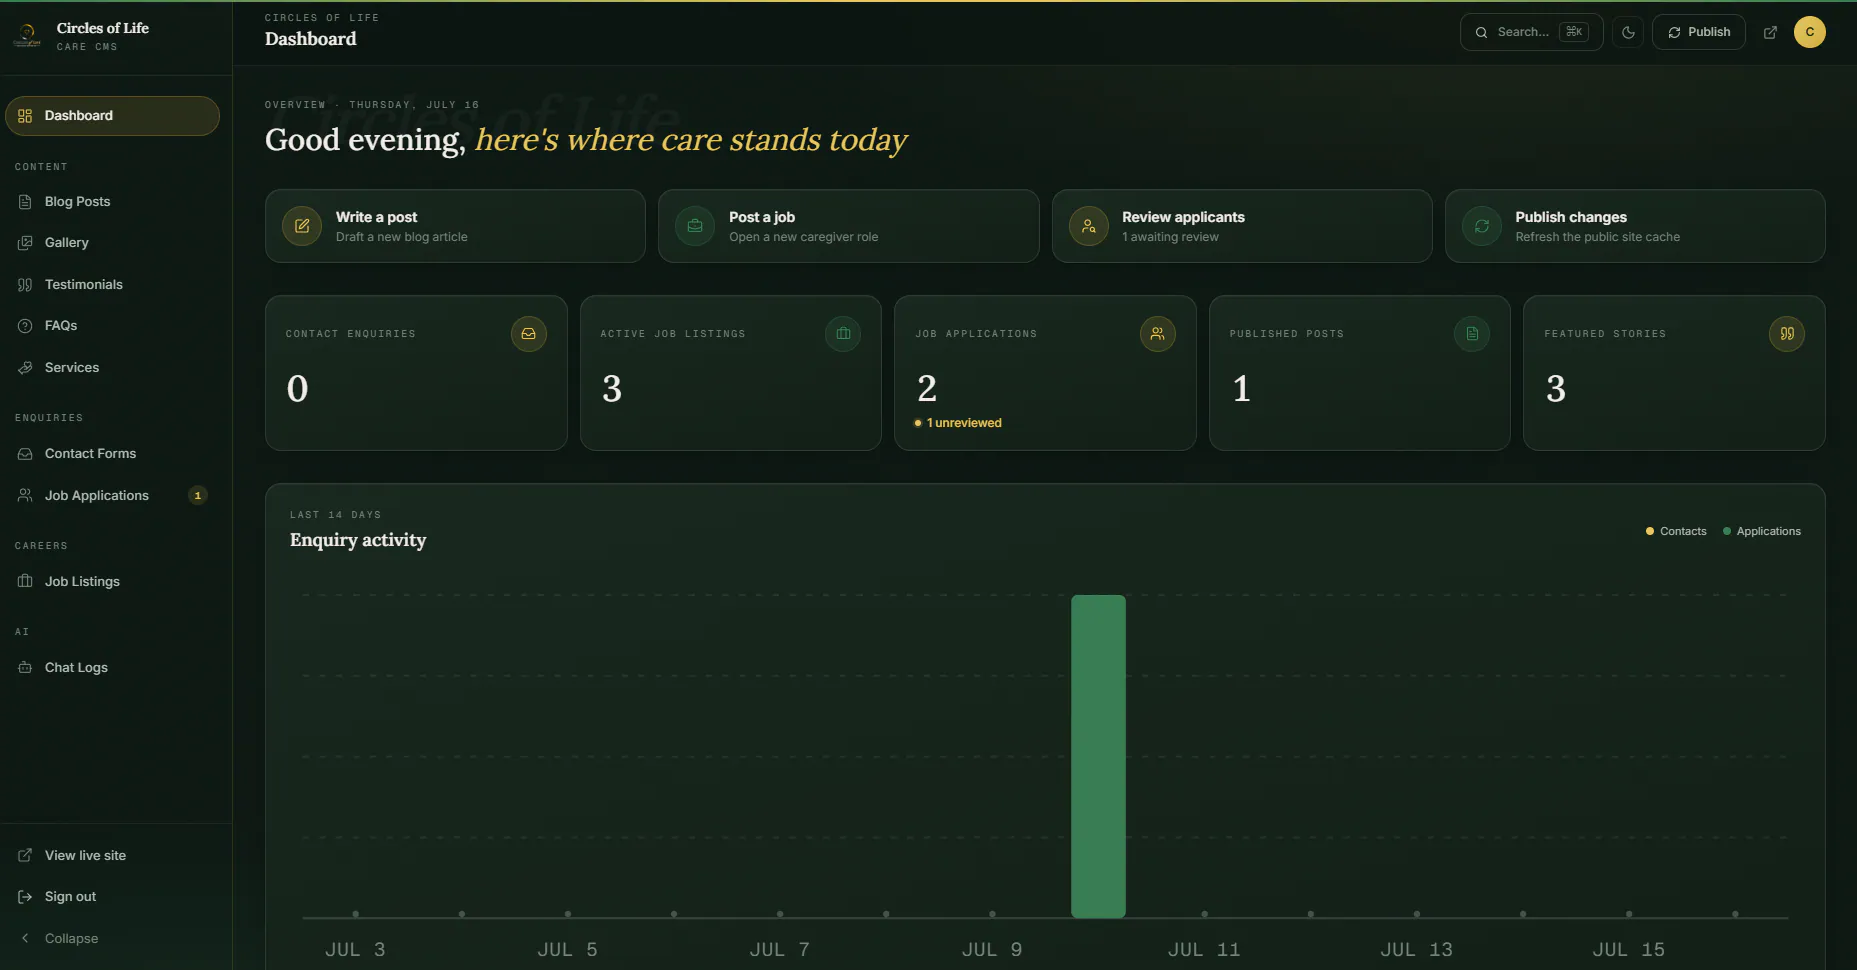 Circles of Life
CARE CMS
Dashboard
CONTENT
Blog Posts
Gallery
Testimonials
FAQs
Services
ENQUIRIES
Contact Forms
Job Applications 1
CAREERS
Job Listings
AI
Chat Logs
View live site
Sign out
Collapse
CIRCLES OF LIFE
Dashboard
Search... ⌘K
Publish
C
Circles of Life
OVERVIEW · THURSDAY, JULY 16
Good evening, here's where care stands today
Write a post
Draft a new blog article
Post a job
Open a new caregiver role
Review applicants
1 awaiting review
Publish changes
Refresh the public site cache
CONTACT ENQUIRIES
0
ACTIVE JOB LISTINGS
3
JOB APPLICATIONS
2
1 unreviewed
PUBLISHED POSTS
1
FEATURED STORIES
3
LAST 14 DAYS
Enquiry activity
Contacts Applications
JUL 3 JUL 5 JUL 7 JUL 9 JUL 11 JUL 13 JUL 15